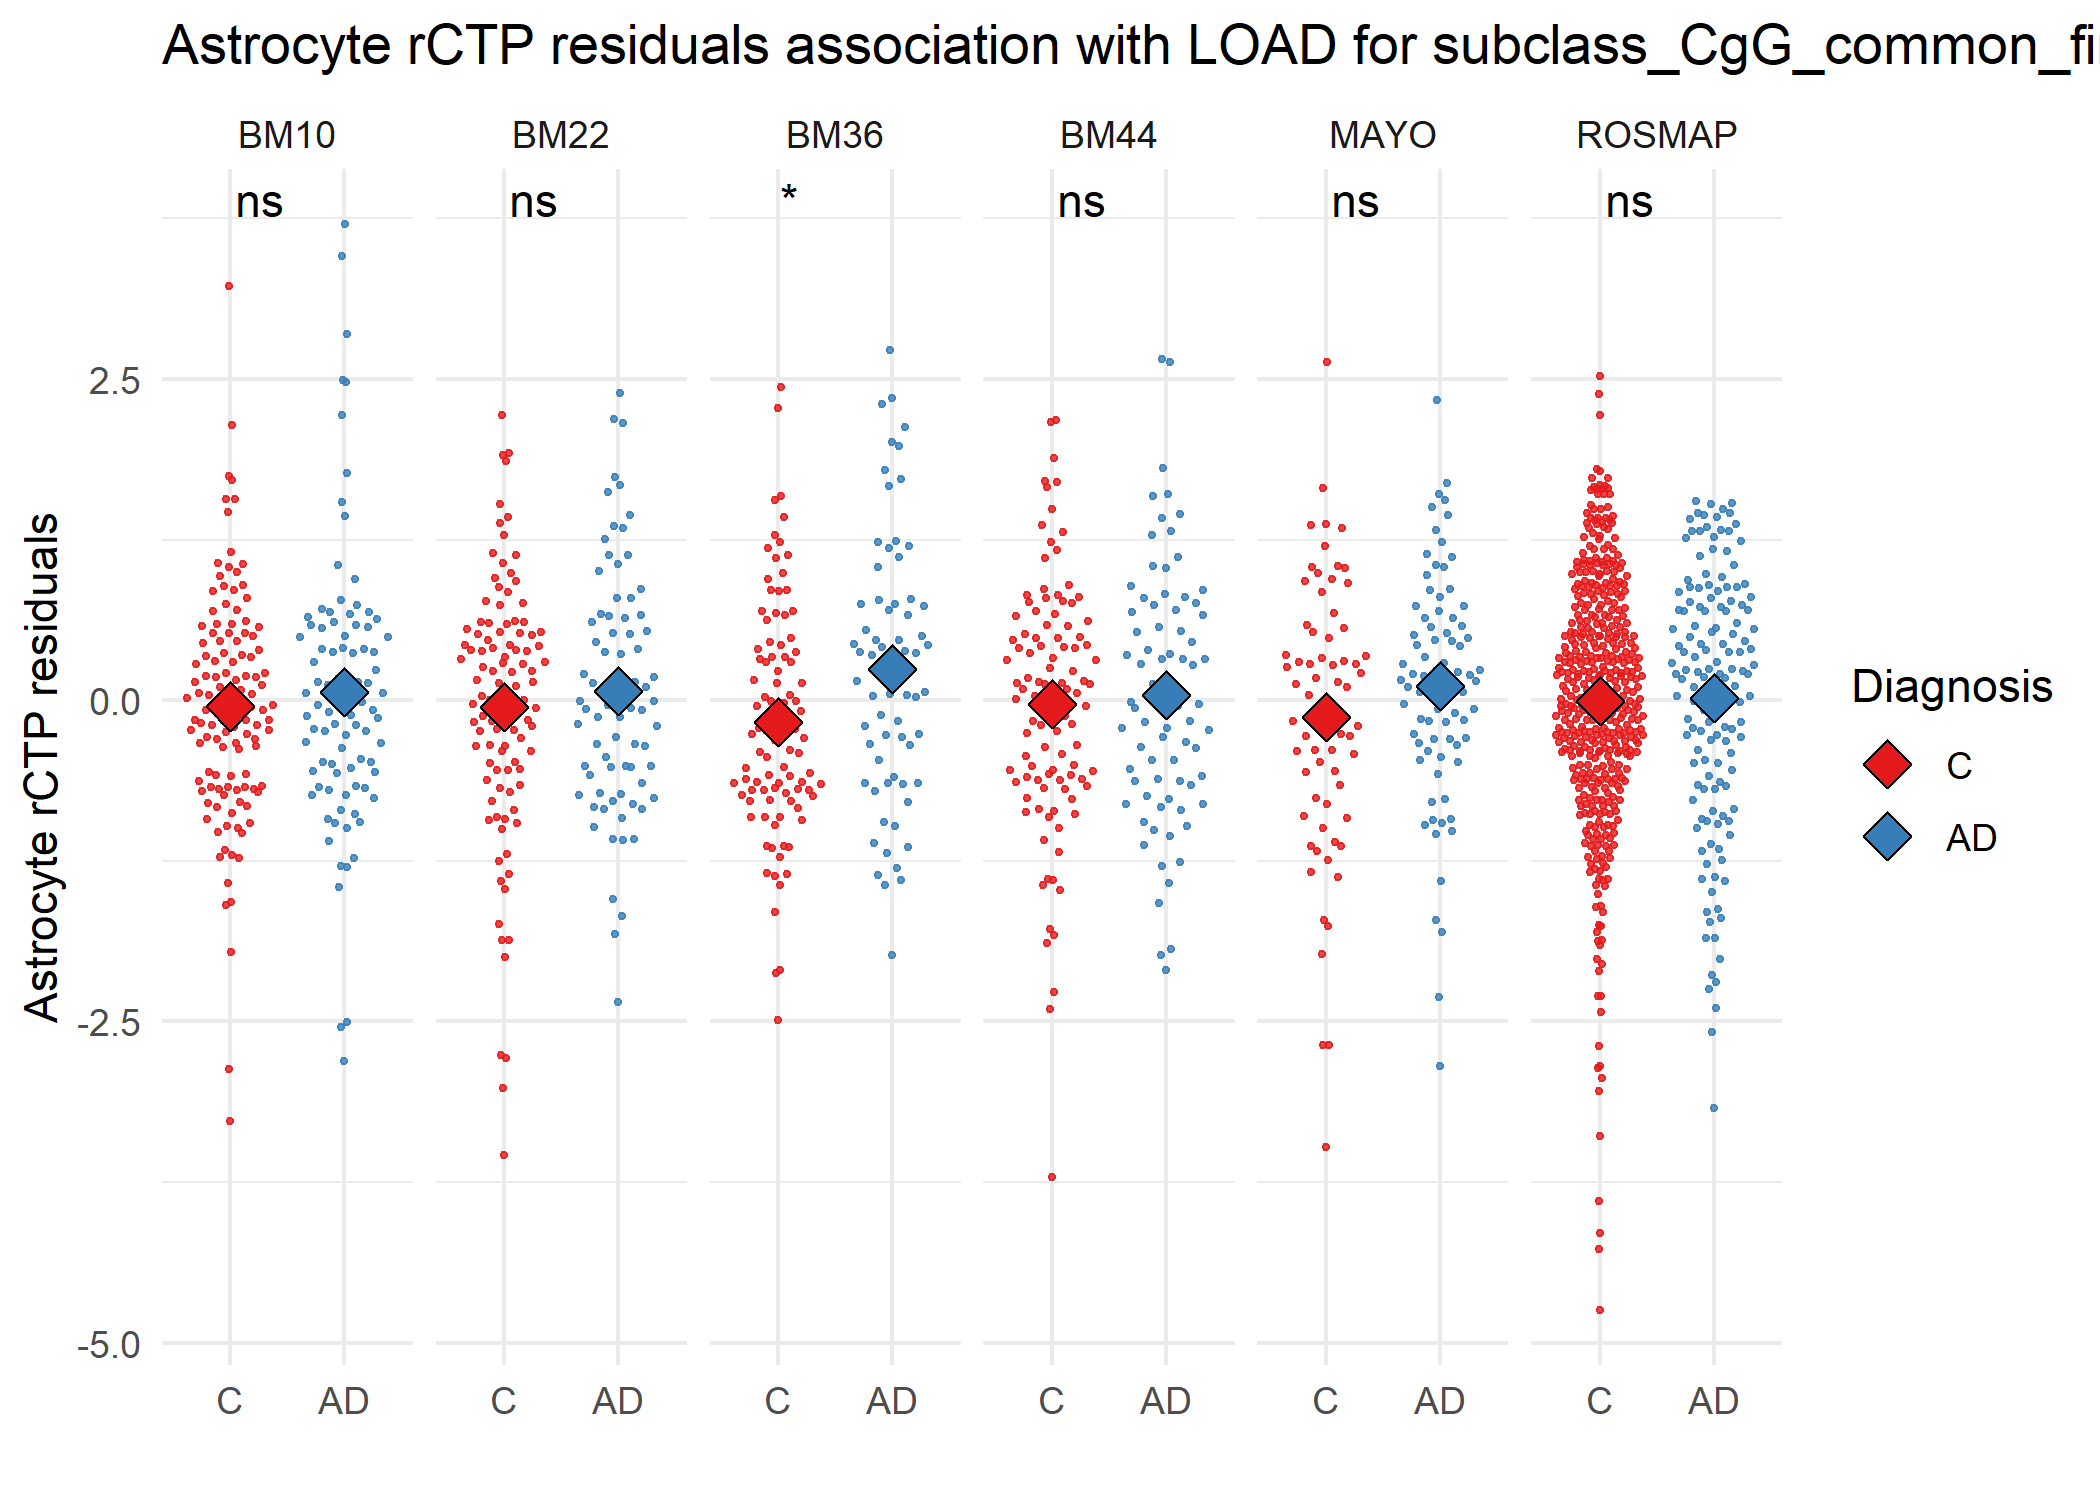 Astrocyte rCTP residuals association with LOAD for subclass_CgG_common_fi
BM10 BM22 BM36 BM44 MAYO ROSMAP
ns ns * ns ns ns
2.5
0.0
-2.5
-5.0
Astrocyte rCTP residuals
C AD C AD C AD C AD C AD C AD
Diagnosis
C
AD